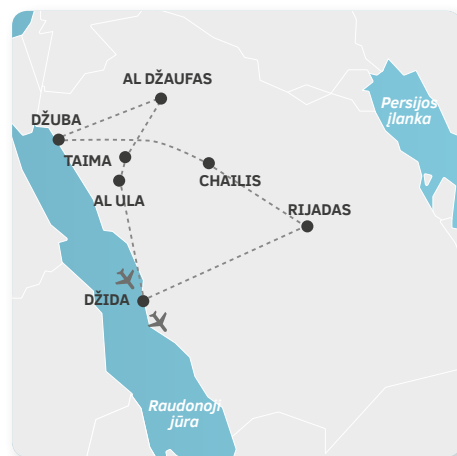 AL DŽAUFAS
Persijos
įlanka
DŽUBA
TAIMA
CHAILIS
AL ULA
RIJADAS
DŽIDA
Raudonoji
jūra